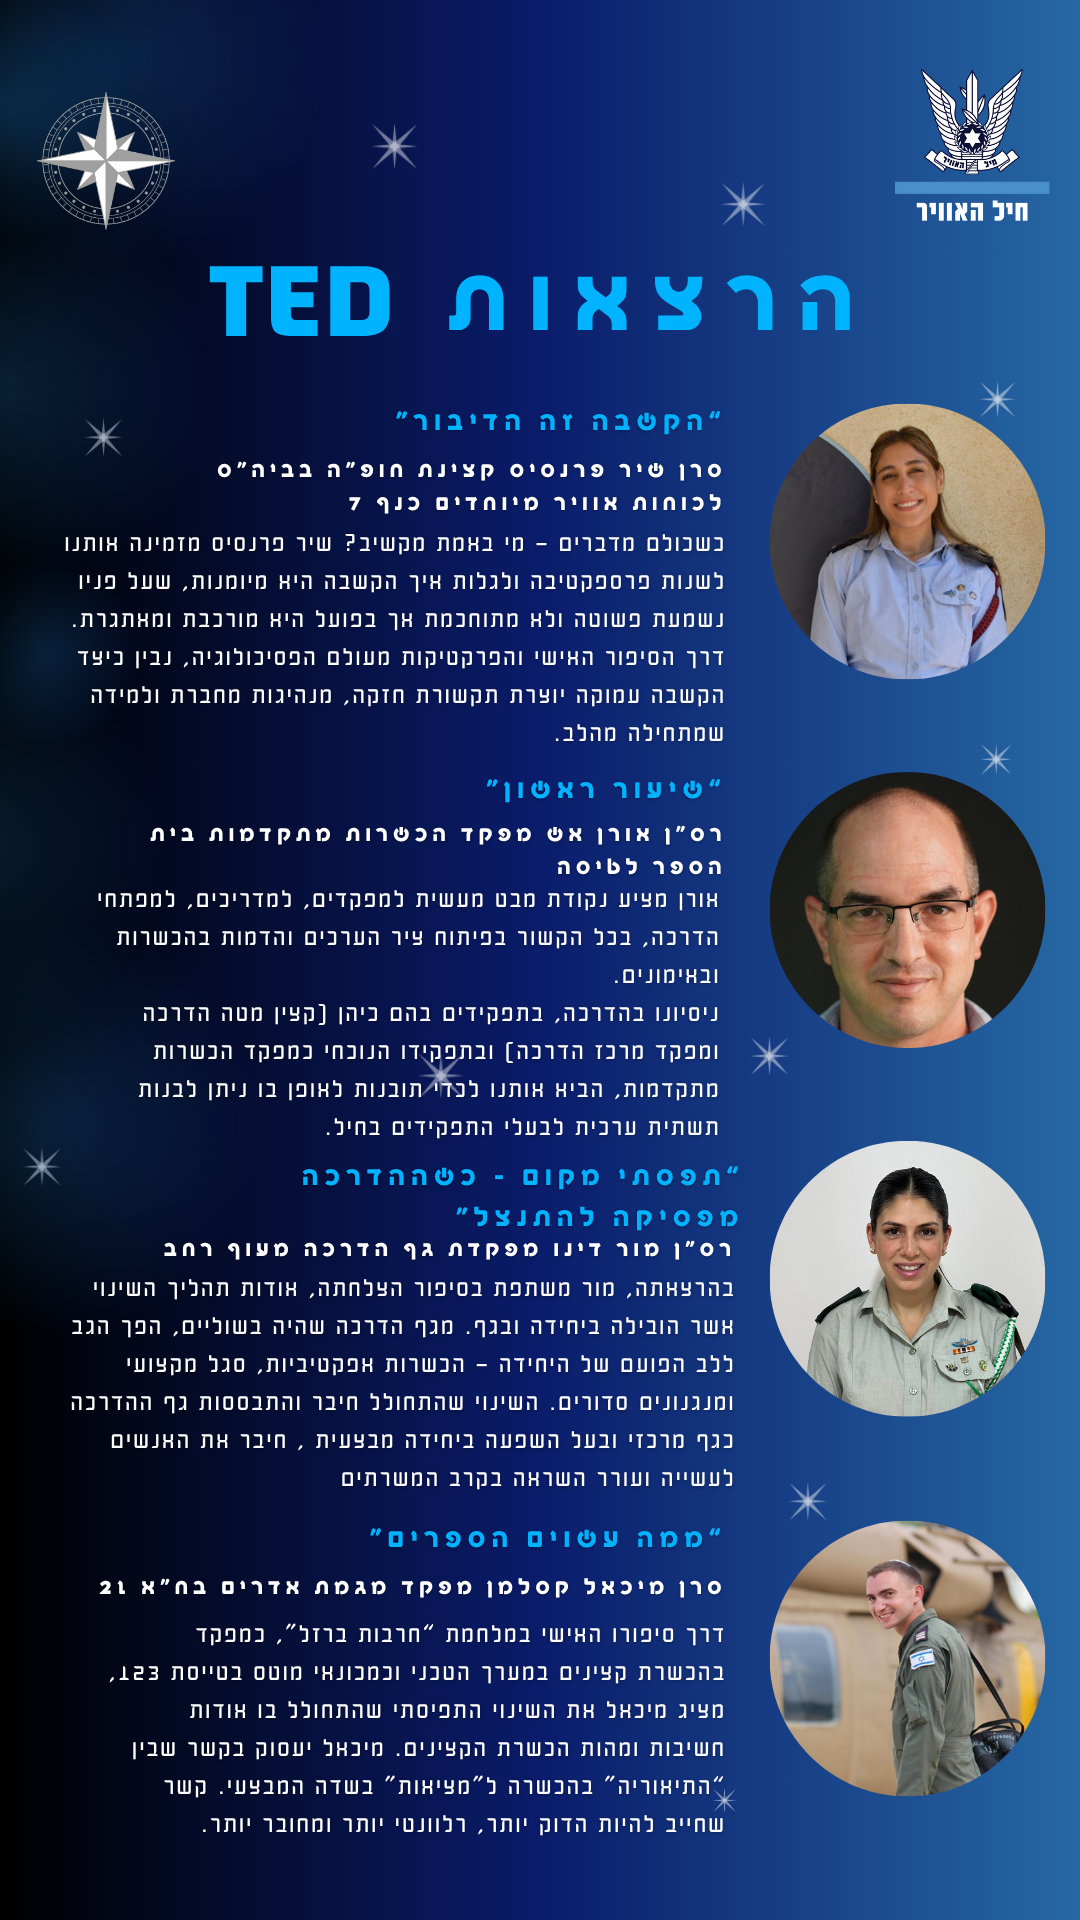 חיל האוויר
חיל האוויר
הרצאות TED
"הקשבה זה הדיבור"
סרן שיר פרנסיס קצינת חופ"ה בביה"ס
לכוחות אוויר מיוחדים כנף 7
כשכולם מדברים – מי באמת מקשיב? שיר פרנסיס מזמינה אותנו
לשנות פרספקטיבה ולגלות איך הקשבה היא מיומנות, שעל פניו
נשמעת פשוטה ולא מתוחכמת אך בפועל היא מורכבת ומאתגרת.
דרך הסיפור האישי והפרקטיקות מעולם הפסיכולוגיה, נבין כיצד
הקשבה עמוקה יוצרת תקשורת חזקה, מנהיגות מחברת ולמידה
שמתחילה מהלב.
"שיעור ראשון"
רס"ן אורן אש מפקד הכשרות מתקדמות בית
הספר לטיסה
אורן מציע נקודת מבט מעשית למפקדים, למדריכים, למפתחי
הדרכה, בכל הקשור בפיתוח ציר הערכים והדמות בהכשרות
ובאימונים.
ניסיונו בהדרכה, בתפקידים בהם כיהן (קצין מטה הדרכה
ומפקד מרכז הדרכה) ובתפקידו הנוכחי כמפקד הכשרות
מתקדמות, הביא אותנו לכדי תובנות לאופן בו ניתן לבנות
תשתית ערכית לבעלי התפקידים בחיל.
"תפסתי מקום - כשההדרכה
מפסיקה להתנצל"
רס"ן מור דינו מפקדת גף הדרכה מעוף רחב
בהרצאתה, מור משתפת בסיפור הצלחתה, אודות תהליך השינוי
אשר הובילה ביחידה ובגף. מגף הדרכה שהיה בשוליים, הפך הגב
ללב הפועם של היחידה – הכשרות אפקטיביות, סגל מקצועי
ומנגנונים סדורים. השינוי שהתחולל חיבר והתבססות גף ההדרכה
כגף מרכזי ובעל השפעה ביחידה מבצעית , חיבר את האנשים
לעשייה ועורר השראה בקרב המשרתים
"ממה עשוים הספרים"
סרן מיכאל קסלמן מפקד מגמת אדרים בח"א 21
דרך סיפורו האישי במלחמת "חרבות ברזל", כמפקד
בהכשרת קצינים במערך הטכני וכמכונאי מוטס בטייסת 123,
מציג מיכאל את השינוי התפיסתי שהתחולל בו אודות
חשיבות ומהות הכשרת הקצינים. מיכאל יעסוק בקשר שבין
"התיאוריה" בהכשרה ל"מציאות" בשדה המבצעי. קשר
שחייב להיות הדוק יותר, רלוונטי יותר ומחובר יותר.